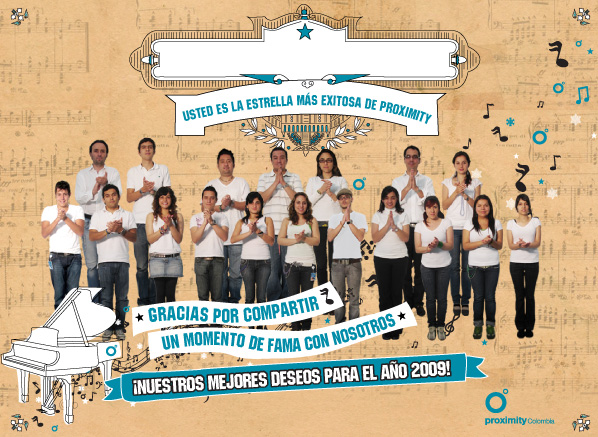 USTED ES LA ESTRELLA MÁS EXITOSA DE PROXIMITY
GRACIAS POR COMPARTIR
UN MOMENTO DE FAMA CON NOSOTROS
¡NUESTROS MEJORES DESEOS PARA EL AÑO 2009!
proximity Colombia